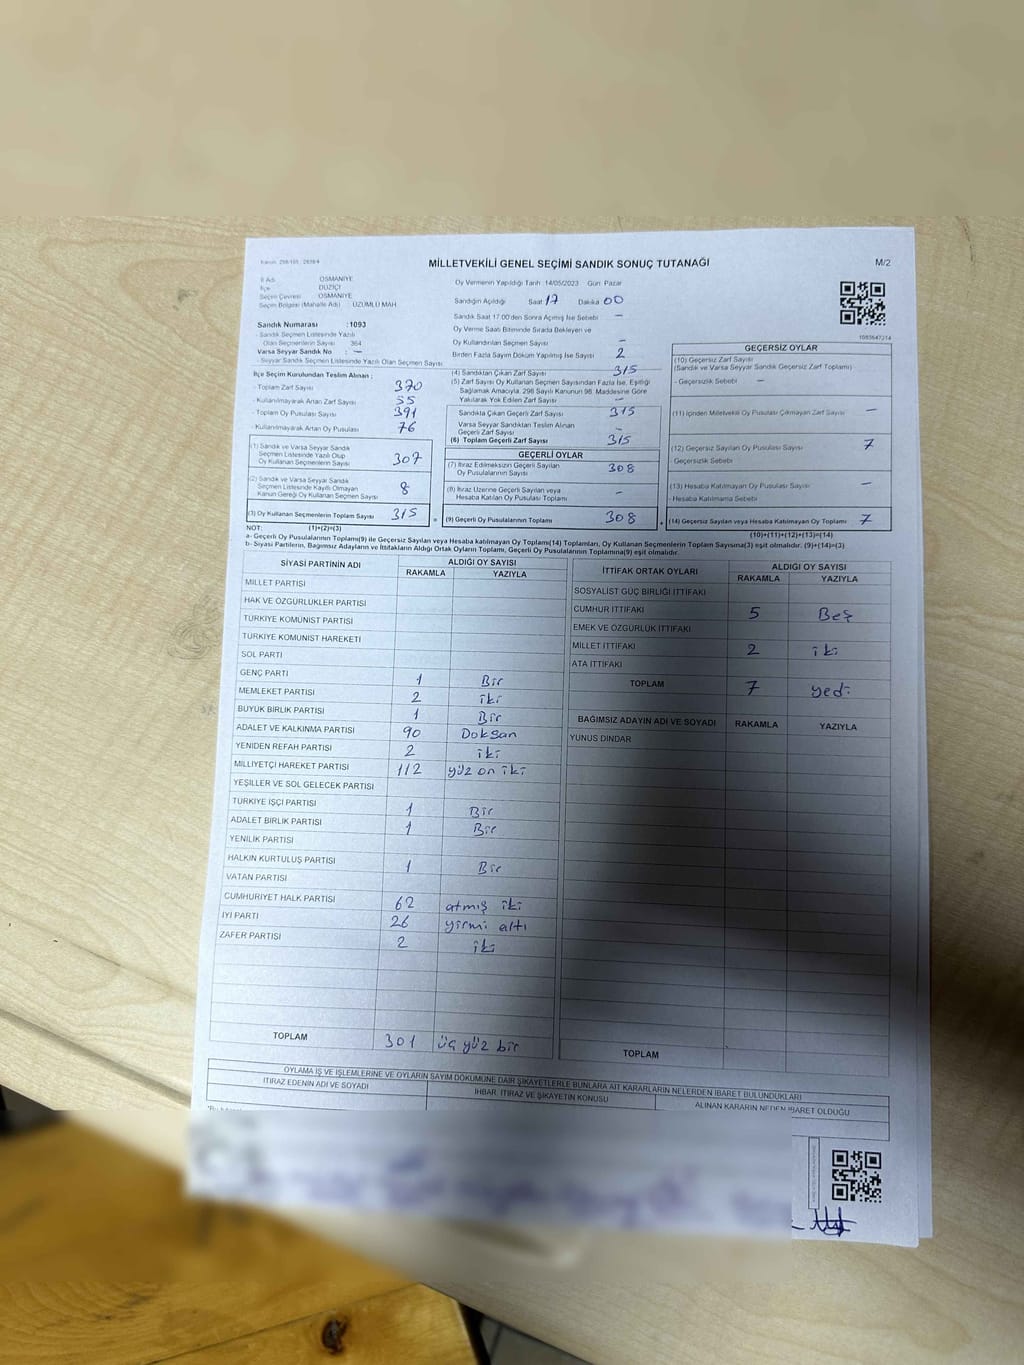 MİLLETVEKİLİ GENEL SEÇİMİ SANDIK SONUÇ TUTANAĞI
M/2
İl Adı OSMANİYE
İlçe DÜZİÇİ
Seçim Çevresi OSMANİYE
Seçim Bölgesi (Mahalle Adı) : ÜZÜMLÜ MAH.
Sandık Numarası : 1093
- Sandık Seçmen Listesinde Yazılı
Olan Seçmenlerin Sayısı 364
Varsa Seyyar Sandık No : -
- Seyyar Sandık Seçmen Listesinde Yazılı Olan Seçmen Sayısı
Oy Vermenin Yapıldığı Tarih : 14/05/2023 Gün Pazar
Sandığın Açıldığı Saat 17 Dakika 00
Sandık Saat 17:00'den Sonra Açılmış İse Sebebi -
Oy Verme Saati Bitiminde Sırada Bekleyen ve
Oy Kullandırılan Seçmen Sayısı -
Birden Fazla Sayım Döküm Yapılmış İse Sayısı 2
1083647214
İlçe Seçim Kurulundan Teslim Alınan ;
- Toplam Zarf Sayısı 370
- Kullanılmayarak Artan Zarf Sayısı 55
- Toplam Oy Pusulası Sayısı 391
- Kullanılmayarak Artan Oy Pusulası 76
(1) Sandık ve Varsa Seyyar Sandık
Seçmen Listesinde Yazılı Olup
Oy Kullanan Seçmenlerin Sayısı 307
(2) Sandık ve Varsa Seyyar Sandık
Seçmen Listesinde Kayıtlı Olmayan
Kanun Gereği Oy Kullanan Seçmen Sayısı 8
(3) Oy Kullanan Seçmenlerin Toplam Sayısı 315
(1)+(2)=(3)
(4) Sandıktan Çıkan Zarf Sayısı 315
(5) Zarf Sayısı Oy Kullanan Seçmen Sayısından Fazla İse, Eşitliği
Sağlamak Amacıyla, 298 Sayılı Kanunun 98. Maddesine Göre
Yakılarak Yok Edilen Zarf Sayısı -
Sandıkta Çıkan Geçerli Zarf Sayısı 315
Varsa Seyyar Sandıktan Teslim Alınan
Geçerli Zarf Sayısı -
(6) Toplam Geçerli Zarf Sayısı 315
GEÇERLİ OYLAR
(7) İtiraz Edilmeksizin Geçerli Sayılan
Oy Pusulalarının Sayısı 308
(8) İtiraz Üzerine Geçerli Sayılan veya
Hesaba Katılan Oy Pusulası Toplamı -
= (9) Geçerli Oy Pusulalarının Toplamı 308
GEÇERSİZ OYLAR
(10) Geçersiz Zarf Sayısı
(Sandık ve Varsa Seyyar Sandık Geçersiz Zarf Toplamı)
- Geçersizlik Sebebi -
(11) İçinden Milletvekili Oy Pusulası Çıkmayan Zarf Sayısı -
(12) Geçersiz Sayılan Oy Pusulası Sayısı 7
Geçersizlik Sebebi
(13) Hesaba Katılmayan Oy Pusulası Sayısı -
- Hesaba Katılmama Sebebi
+ (14) Geçersiz Sayılan veya Hesaba Katılmayan Oy Toplamı 7
(10)+(11)+(12)+(13)=(14)
NOT:
a- Geçerli Oy Pusulalarının Toplamı(9) ile Geçersiz Sayılan veya Hesaba katılmayan Oy Toplamı(14) Toplamları, Oy Kullanan Seçmenlerin Toplam Sayısına(3) eşit olmalıdır. (9)+(14)=(3)
b- Siyasi Partilerin, Bağımsız Adayların ve İttifakların Aldığı Ortak Oyların Toplamı, Geçerli Oy Pusulalarının Toplamına(9) eşit olmalıdır.
SİYASİ PARTİNİN ADI ALDIĞI OY SAYISI
RAKAMLA YAZIYLA
MİLLET PARTİSİ
HAK VE ÖZGÜRLÜKLER PARTİSİ
TÜRKİYE KOMÜNİST PARTİSİ
TÜRKİYE KOMÜNİST HAREKETİ
SOL PARTİ
GENÇ PARTİ 1 Bir
MEMLEKET PARTİSİ 2 iki
BÜYÜK BİRLİK PARTİSİ 1 Bir
ADALET VE KALKINMA PARTİSİ 90 Doksan
YENİDEN REFAH PARTİSİ 2 iki
MİLLİYETÇİ HAREKET PARTİSİ 112 yüz on iki
YEŞİLLER VE SOL GELECEK PARTİSİ
TÜRKİYE İŞÇİ PARTİSİ 1 Bir
ADALET BİRLİK PARTİSİ 1 Bir
YENİLİK PARTİSİ
HALKIN KURTULUŞ PARTİSİ 1 Bir
VATAN PARTİSİ
CUMHURİYET HALK PARTİSİ 62 atmış iki
İYİ PARTİ 26 yirmi altı
ZAFER PARTİSİ 2 iki
TOPLAM 301 üç yüz bir
İTTİFAK ORTAK OYLARI ALDIĞI OY SAYISI
RAKAMLA YAZIYLA
SOSYALİST GÜÇ BİRLİĞİ İTTİFAKI
CUMHUR İTTİFAKI 5 Beş
EMEK VE ÖZGÜRLÜK İTTİFAKI
MİLLET İTTİFAKI 2 iki
ATA İTTİFAKI
TOPLAM 7 yedi
BAĞIMSIZ ADAYIN ADI VE SOYADI RAKAMLA YAZIYLA
YUNUS DİNDAR
TOPLAM
OYLAMA İŞ VE İŞLEMLERİNE VE OYLARIN SAYIM DÖKÜMÜNE DAİR ŞİKAYETLERLE BUNLARA AİT KARARLARIN NELERDEN İBARET BULUNDUKLARI
İTİRAZ EDENİN ADI VE SOYADI İHBAR, İTİRAZ VE ŞİKAYETİN KONUSU ALINAN KARARIN NEDEN İBARET OLDUĞU